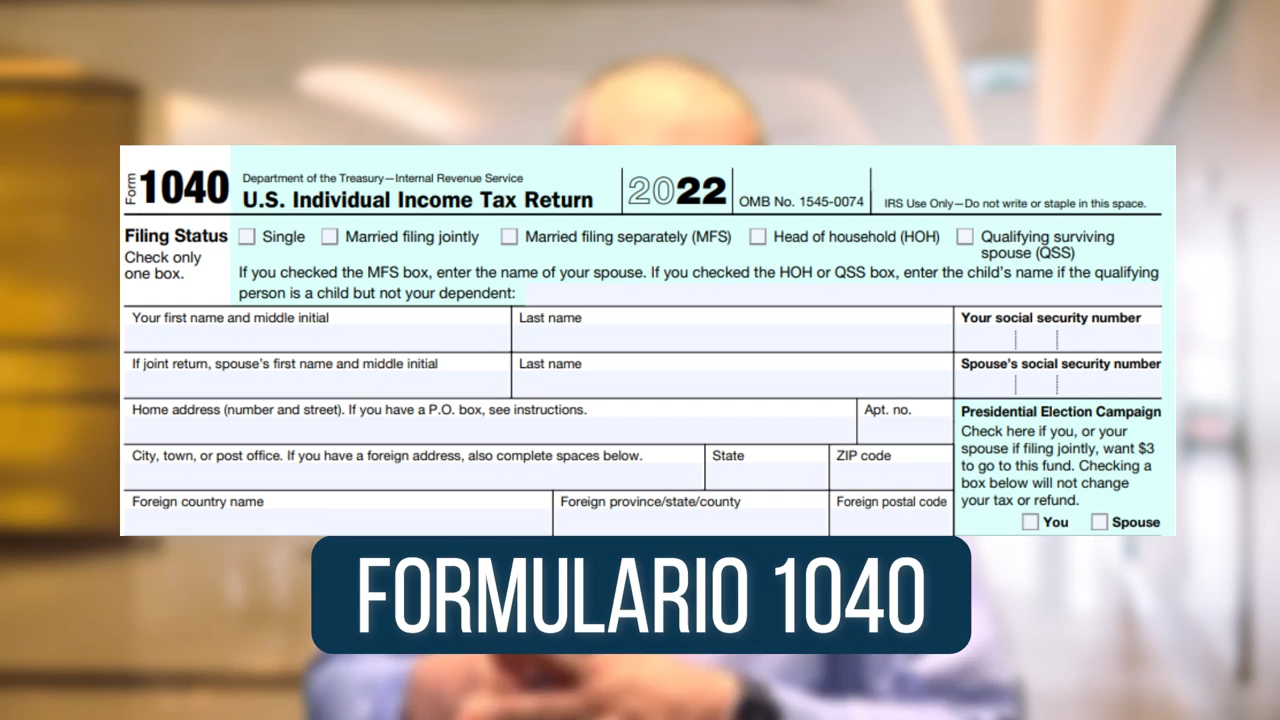 Form 1040
Department of the Treasury—Internal Revenue Service
U.S. Individual Income Tax Return
2022
OMB No. 1545-0074
IRS Use Only—Do not write or staple in this space.
Filing Status
Check only
one box.
Single
Married filing jointly
Married filing separately (MFS)
Head of household (HOH)
Qualifying surviving
spouse (QSS)
If you checked the MFS box, enter the name of your spouse. If you checked the HOH or QSS box, enter the child's name if the qualifying
person is a child but not your dependent:
Your first name and middle initial
Last name
Your social security number
If joint return, spouse's first name and middle initial
Last name
Spouse's social security number
Home address (number and street). If you have a P.O. box, see instructions.
Apt. no.
City, town, or post office. If you have a foreign address, also complete spaces below.
State
ZIP code
Foreign country name
Foreign province/state/county
Foreign postal code
Presidential Election Campaign
Check here if you, or your
spouse if filing jointly, want $3
to go to this fund. Checking a
box below will not change
your tax or refund.
You
Spouse
FORMULARIO 1040